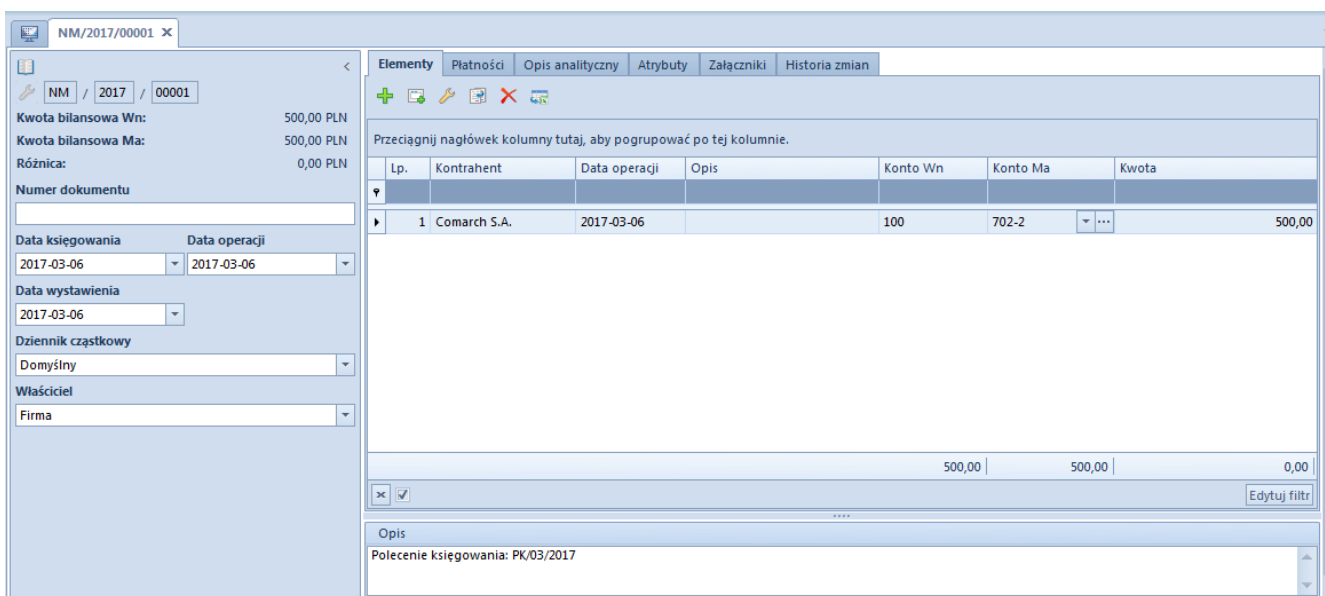 NM/2017/00001
NM / 2017 / 00001
Kwota bilansowa Wn: 500,00 PLN
Kwota bilansowa Ma: 500,00 PLN
Różnica: 0,00 PLN
Numer dokumentu
Data księgowania Data operacji
2017-03-06 2017-03-06
Data wystawienia
2017-03-06
Dziennik cząstkowy
Domyślny
Właściciel
Firma
Elementy Płatności Opis analityczny Atrybuty Załączniki Historia zmian
Przeciągnij nagłówek kolumny tutaj, aby pogrupować po tej kolumnie.
Lp. Kontrahent Data operacji Opis Konto Wn Konto Ma Kwota
1 Comarch S.A. 2017-03-06 100 702-2 500,00
500,00 500,00 0,00
Edytuj filtr
Opis
Polecenie księgowania: PK/03/2017